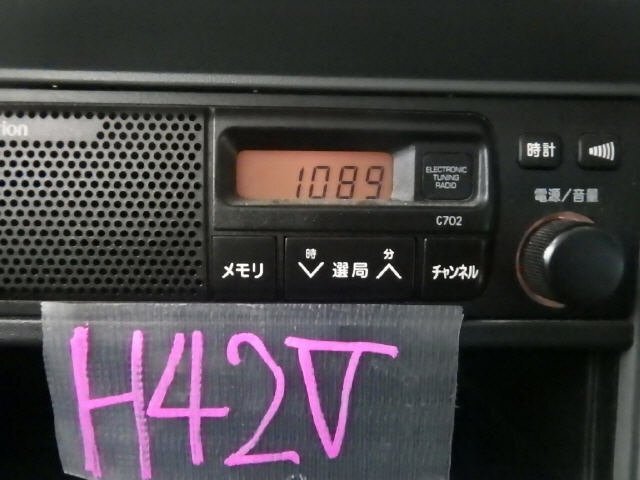 tion
1089
ELECTRONIC
TUNING
RADIO
時計
電源/音量
C702
メモリ
時 分
選局
チャンネル
H42V